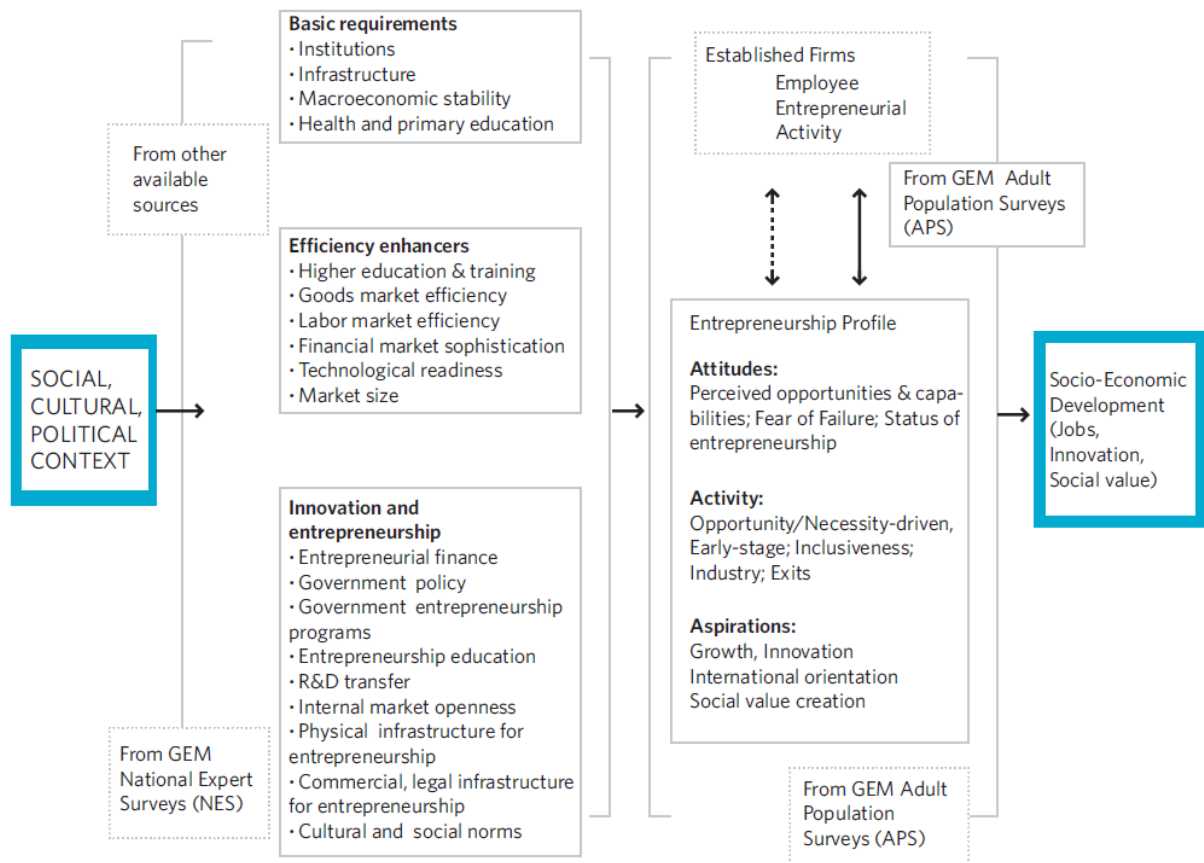 SOCIAL,
CULTURAL,
POLITICAL
CONTEXT
From other
available
sources
From GEM
National Expert
Surveys (NES)
Basic requirements
· Institutions
· Infrastructure
· Macroeconomic stability
· Health and primary education
Efficiency enhancers
· Higher education & training
· Goods market efficiency
· Labor market efficiency
· Financial market sophistication
· Technological readiness
· Market size
Innovation and
entrepreneurship
· Entrepreneurial finance
· Government policy
· Government entrepreneurship
programs
· Entrepreneurship education
· R&D transfer
· Internal market openness
· Physical infrastructure for
entrepreneurship
· Commercial, legal infrastructure
for entrepreneurship
· Cultural and social norms
Established Firms
Employee
Entrepreneurial
Activity
From GEM Adult
Population Surveys
(APS)
Entrepreneurship Profile
Attitudes:
Perceived opportunities & capa-
bilities; Fear of Failure; Status of
entrepreneurship
Activity:
Opportunity/Necessity-driven,
Early-stage; Inclusiveness;
Industry; Exits
Aspirations:
Growth, Innovation
International orientation
Social value creation
From GEM Adult
Population
Surveys (APS)
Socio-Economic
Development
(Jobs,
Innovation,
Social value)